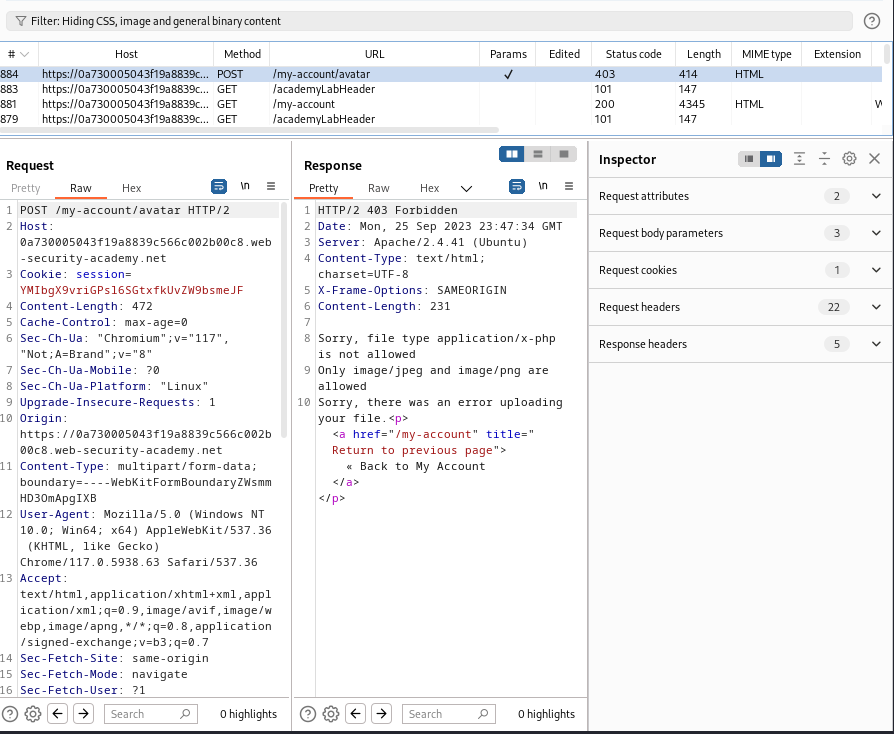 Filter: Hiding CSS, image and general binary content
# Host Method URL Params Edited Status code Length MIME type Extension
884 https://0a730005043f19a8839c... POST /my-account/avatar ✓ 403 414 HTML
883 https://0a730005043f19a8839c... GET /academyLabHeader 101 147
881 https://0a730005043f19a8839c... GET /my-account 200 4345 HTML W
879 https://0a730005043f19a8839c... GET /academyLabHeader 101 147
Request
Pretty Raw Hex \n
1 POST /my-account/avatar HTTP/2
2 Host:
0a730005043f19a8839c566c002b00c8.web
-security-academy.net
3 Cookie: session=
YMIbgX9vriGPsl6SGtxfkUvZW9bsmeJF
4 Content-Length: 472
5 Cache-Control: max-age=0
6 Sec-Ch-Ua: "Chromium";v="117",
"Not;A=Brand";v="8"
7 Sec-Ch-Ua-Mobile: ?0
8 Sec-Ch-Ua-Platform: "Linux"
9 Upgrade-Insecure-Requests: 1
10 Origin:
https://0a730005043f19a8839c566c002b
00c8.web-security-academy.net
11 Content-Type: multipart/form-data;
boundary=----WebKitFormBoundaryZWsmm
HD3OmApgIXB
12 User-Agent: Mozilla/5.0 (Windows NT
10.0; Win64; x64) AppleWebKit/537.36
(KHTML, like Gecko)
Chrome/117.0.5938.63 Safari/537.36
13 Accept:
text/html,application/xhtml+xml,appl
ication/xml;q=0.9,image/avif,image/w
ebp,image/apng,*/*;q=0.8,application
/signed-exchange;v=b3;q=0.7
14 Sec-Fetch-Site: same-origin
15 Sec-Fetch-Mode: navigate
16 Sec-Fetch-User: ?1
Search 0 highlights
Response
Pretty Raw Hex \n
1 HTTP/2 403 Forbidden
2 Date: Mon, 25 Sep 2023 23:47:34 GMT
3 Server: Apache/2.4.41 (Ubuntu)
4 Content-Type: text/html;
charset=UTF-8
5 X-Frame-Options: SAMEORIGIN
6 Content-Length: 231
7
8 Sorry, file type application/x-php
is not allowed
9 Only image/jpeg and image/png are
allowed
10 Sorry, there was an error uploading
your file.<p>
<a href="/my-account" title="
Return to previous page">
« Back to My Account
</a>
</p>
Search 0 highlights
Inspector
Request attributes 2
Request body parameters 3
Request cookies 1
Request headers 22
Response headers 5